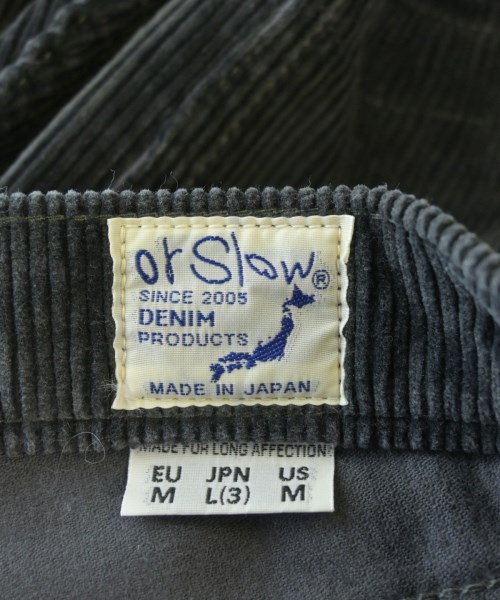 orSlow®
SINCE 2005
DENIM
PRODUCTS
MADE IN JAPAN
MADE FOR LONG AFFECTION
EU JPN US
M L(3) M